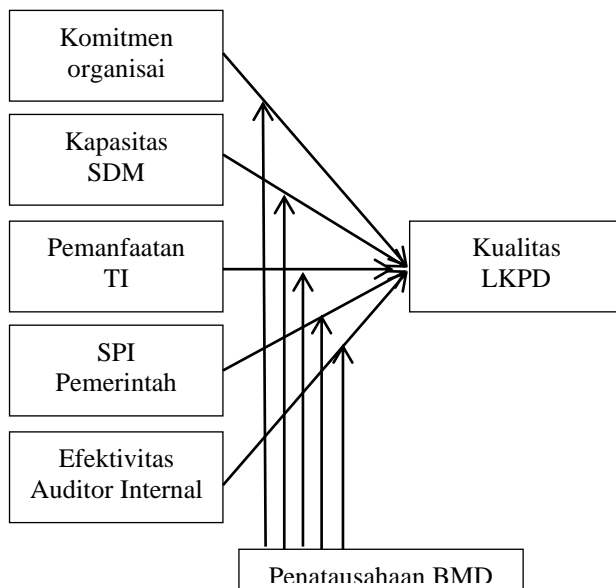 Komitmen
organisai
Kapasitas
SDM
Pemanfaatan
TI
Kualitas
LKPD
SPI
Pemerintah
Efektivitas
Auditor Internal
Penatausahaan BMD